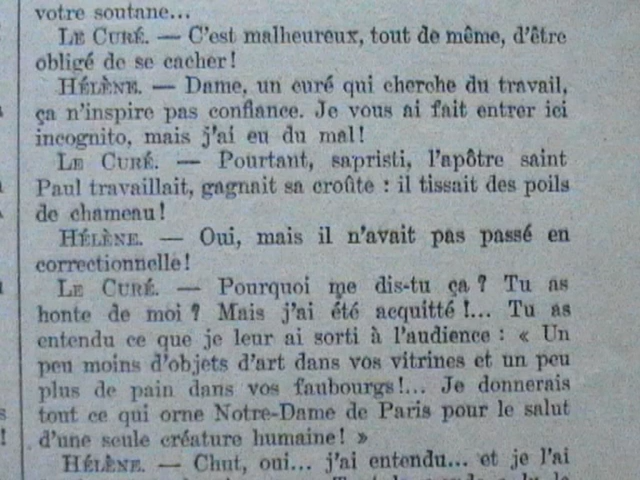 votre soutane...
LE CURÉ. — C'est malheureux, tout de même, d'être
obligé de se cacher !
HÉLÈNE. — Dame, un curé qui cherche du travail,
ça n'inspire pas confiance. Je vous ai fait entrer ici
incognito, mais j'ai eu du mal !
LE CURÉ. — Pourtant, sapristi, l'apôtre saint
Paul travaillait, gagnait sa croûte : il tissait des poils
de chameau !
HÉLÈNE. — Oui, mais il n'avait pas passé en
correctionnelle !
LE CURÉ. — Pourquoi me dis-tu ça ? Tu as
honte de moi ? Mais j'ai été acquitté !... Tu as
entendu ce que je leur ai sorti à l'audience : « Un
peu moins d'objets d'art dans vos vitrines et un peu
plus de pain dans vos faubourgs !... Je donnerais
tout ce qui orne Notre-Dame de Paris pour le salut
d'une seule créature humaine ! »
HÉLÈNE. — Chut, oui... j'ai entendu... et je l'ai